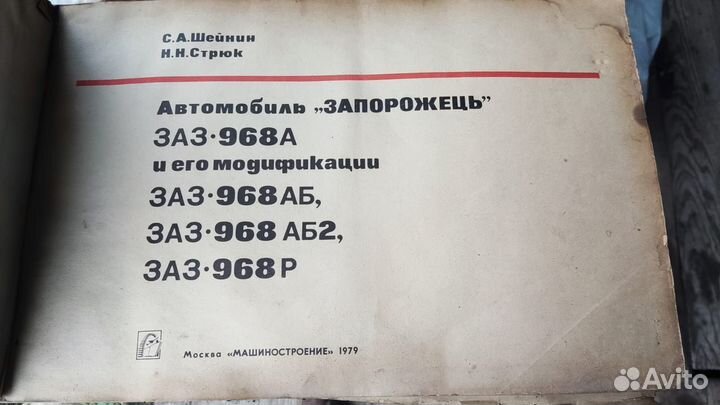 С.А.Шейнин
Н.Н.Стрюк
Автомобиль „ЗАПОРОЖЕЦЬ”
ЗАЗ·968А
и его модификации
ЗАЗ·968АБ,
ЗАЗ·968 АБ2,
ЗАЗ·968Р
Москва «МАШИНОСТРОЕНИЕ» 1979
Avito